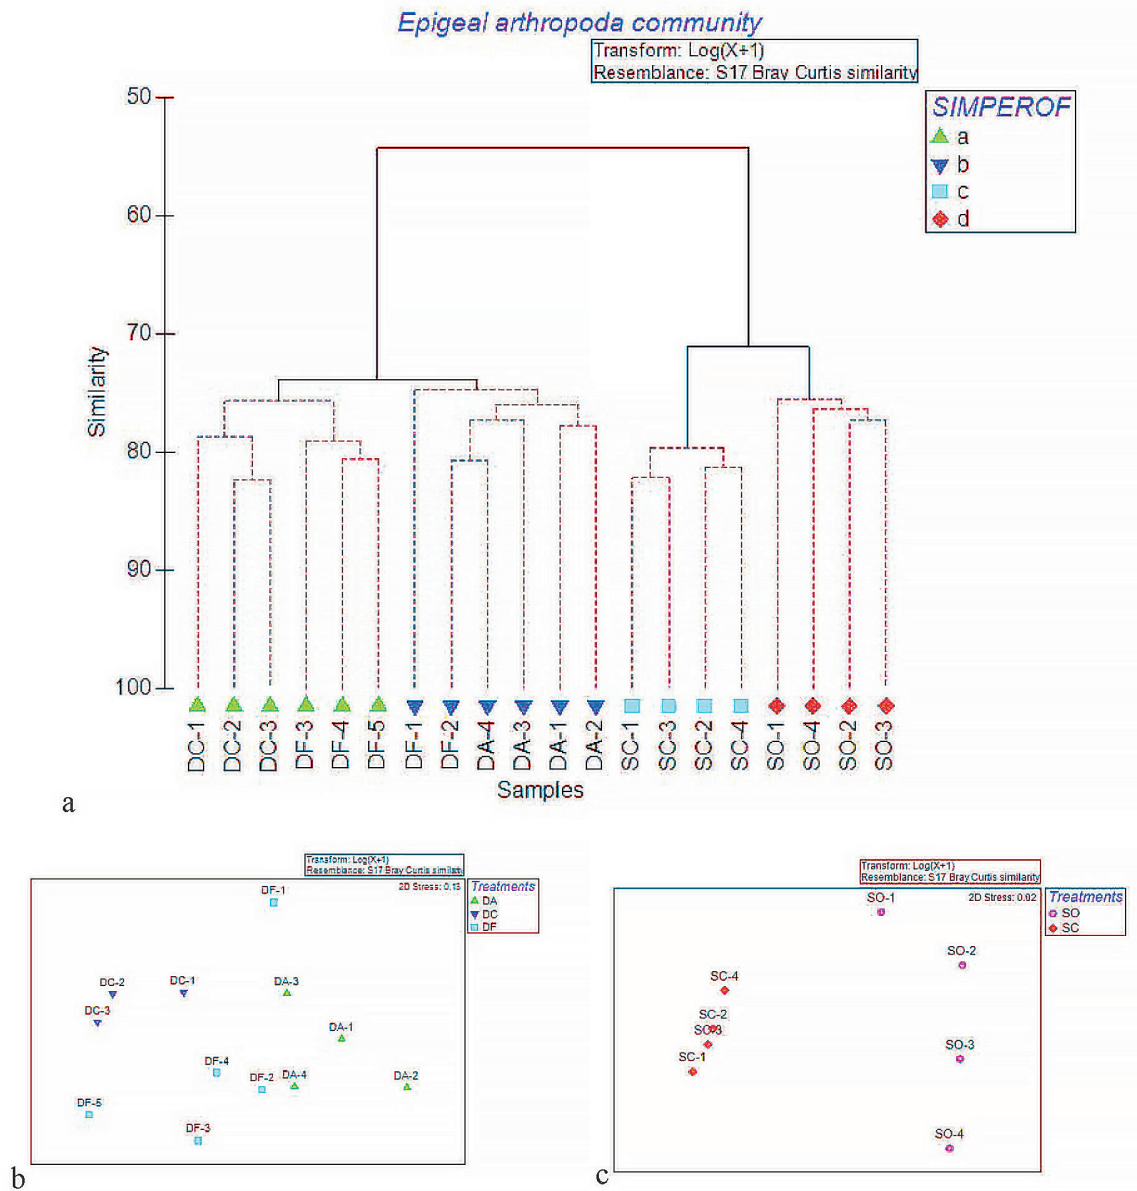 Epigeal arthropoda community
Transform: Log(X+1)
Resemblance: S17 Bray Curtis similarity
SIMPEROF
a
b
c
d
50
60
70
80
90
100
Similarity
DC-1 DC-2 DC-3 DF-3 DF-4 DF-5 DF-1 DF-2 DA-4 DA-3 DA-1 DA-2 SC-1 SC-3 SC-2 SC-4 SO-1 SO-4 SO-2 SO-3
Samples
a
Transform: Log(X+1)
Resemblance: S17 Bray Curtis similarit
2D Stress: 0.13
Treatments
DA
DC
DF
DF-1
DC-2 DC-1 DA-3
DC-3
DA-1
DF-4
DF-2 DA-4 DA-2
DF-5
DF-3
b
Transform: Log(X+1)
Resemblance: S17 Bray Curtis similarity
2D Stress: 0.02
Treatments
SO
SC
SO-1
SO-2
SC-4
SC-2
SC-3
SO-3
SC-1
SO-4
c